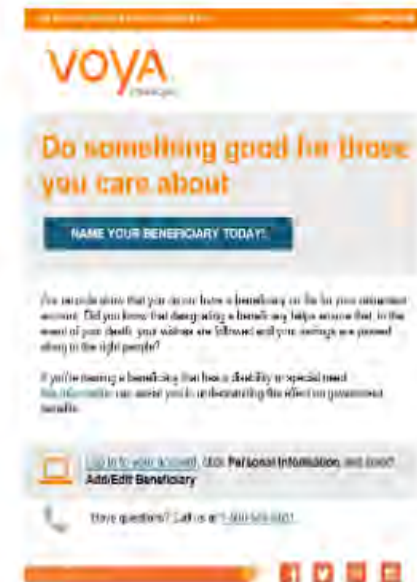 VOYA
Do something good for those
you care about
NAME YOUR BENEFICIARY TODAY!
Our records show that you do not have a beneficiary on file for your retirement
account. Did you know that designating a beneficiary helps ensure that, in the
event of your death, your wishes are followed and your savings are passed
along to the right people?
If you're naming a beneficiary that has a disability or special need
this information can assist you in understanding the effect on government
benefits.
Log in to your account, click Personal Information, and select
Add/Edit Beneficiary
Have questions? Call us at